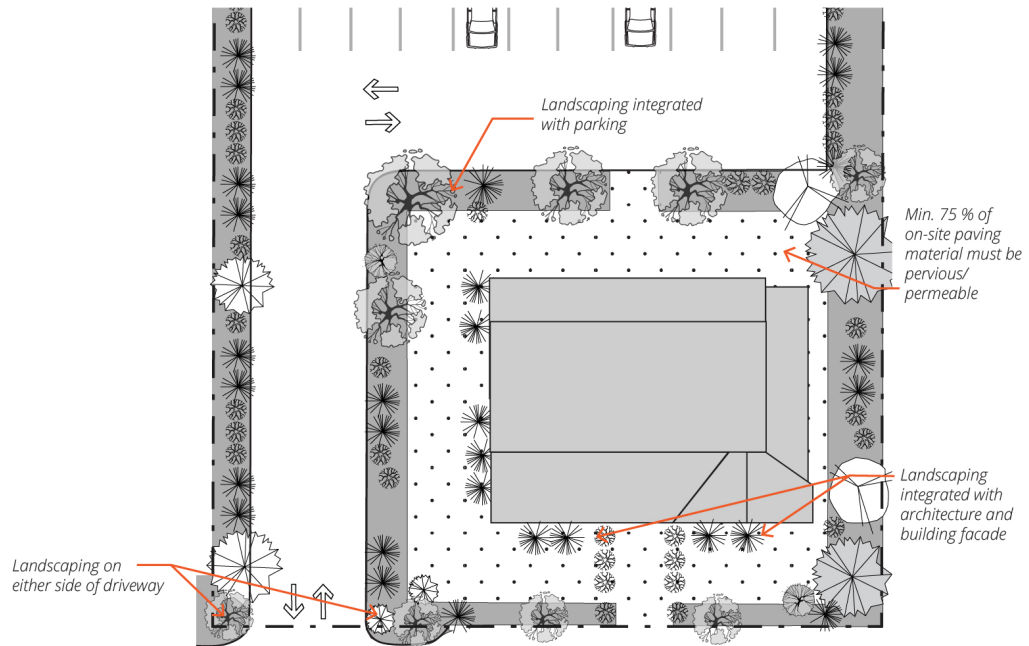 Landscaping integrated
with parking
Min. 75 % of
on-site paving
material must be
pervious/
permeable
Landscaping
integrated with
architecture and
building facade
Landscaping on
either side of driveway